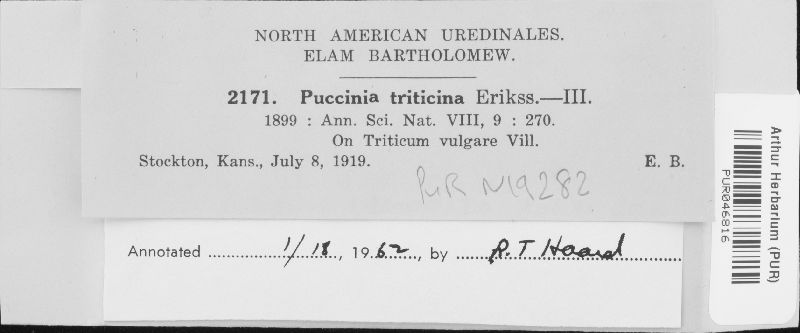 NORTH AMERICAN UREDINALES.
ELAM BARTHOLOMEW.
2171. Puccinia triticina Erikss.—III.
1899 : Ann. Sci. Nat. VIII, 9 : 270.
On Triticum vulgare Vill.
Stockton, Kans., July 8, 1919. E. B.
PUR N19282
Annotated 1/18, 1962, by R. T Haard
Arthur Herbarium (PUR)
PUR046816